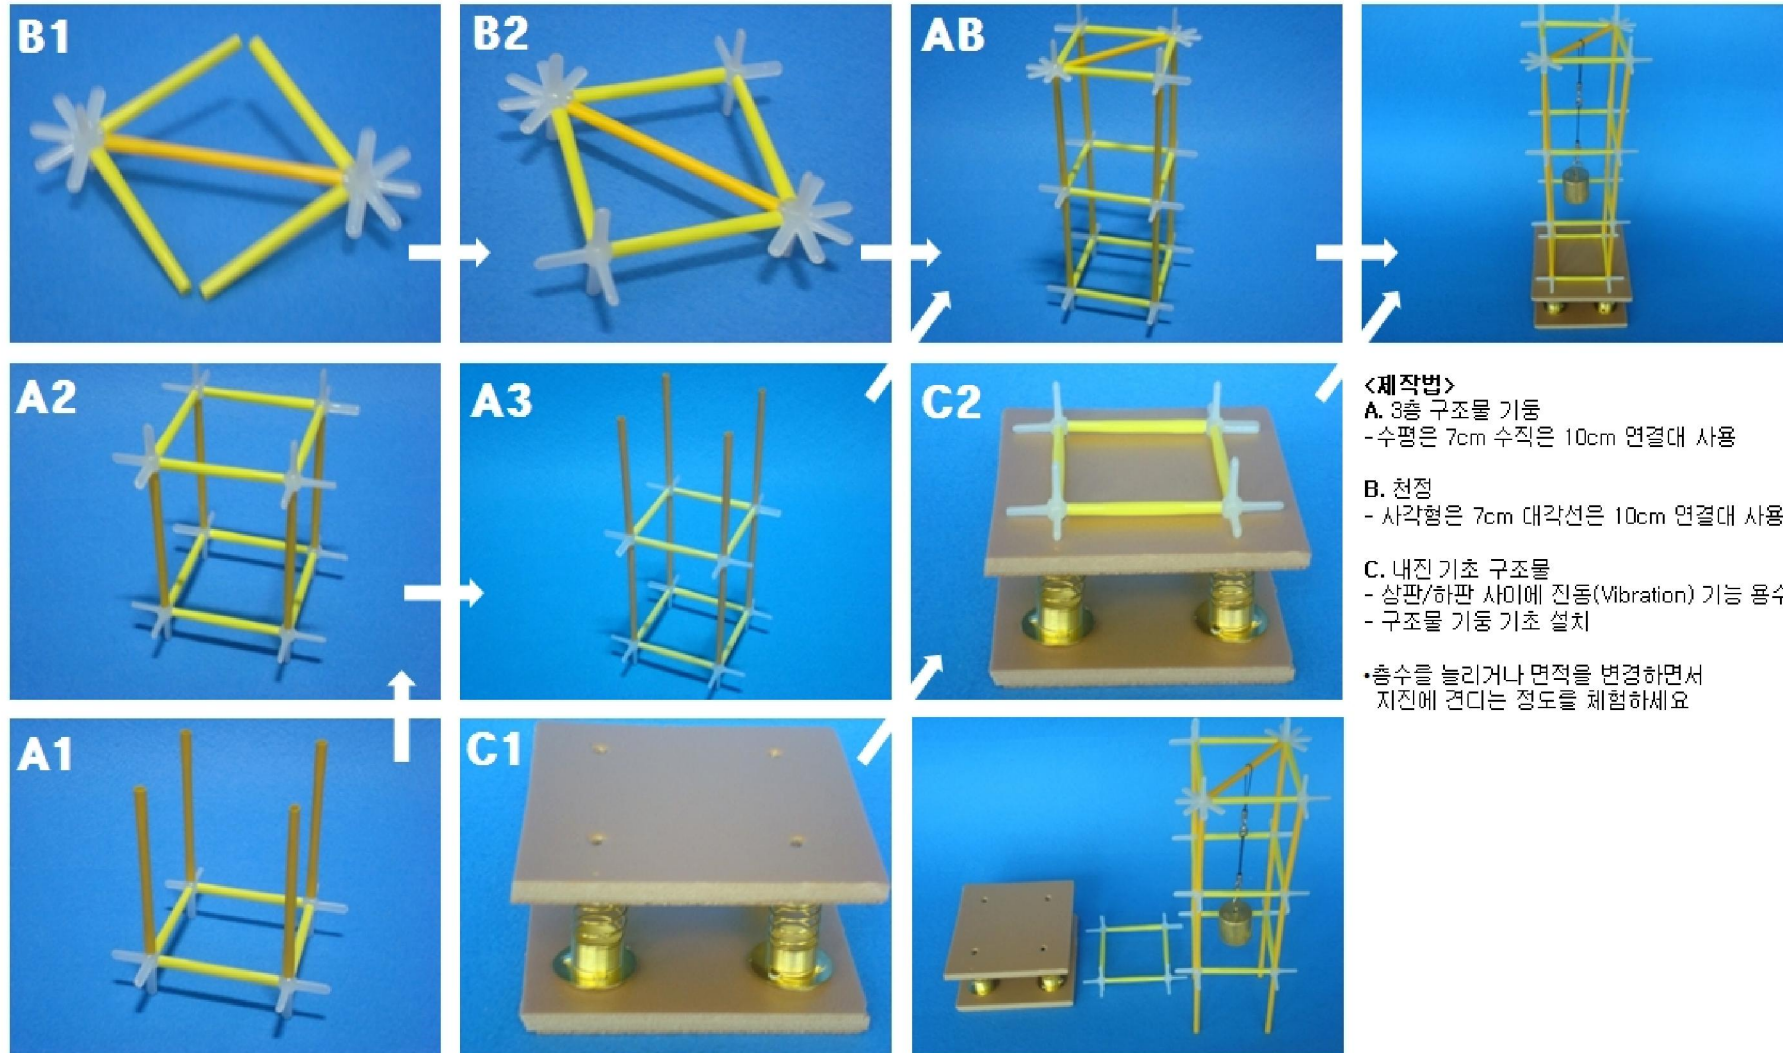 B1
B2
AB
A2
A3
C2
A1
C1
<제작법>
A. 3층 구조물 기둥
- 수평은 7cm 수직은 10cm 연결대 사용
B. 천정
- 사각형은 7cm 대각선은 10cm 연결대 사용
C. 내진 기초 구조물
- 상판/하판 사이에 진동(Vibration) 기능 용수
- 구조물 기둥 기초 설치
•층수를 늘리거나 면적을 변경하면서
지진에 견디는 정도를 체험하세요